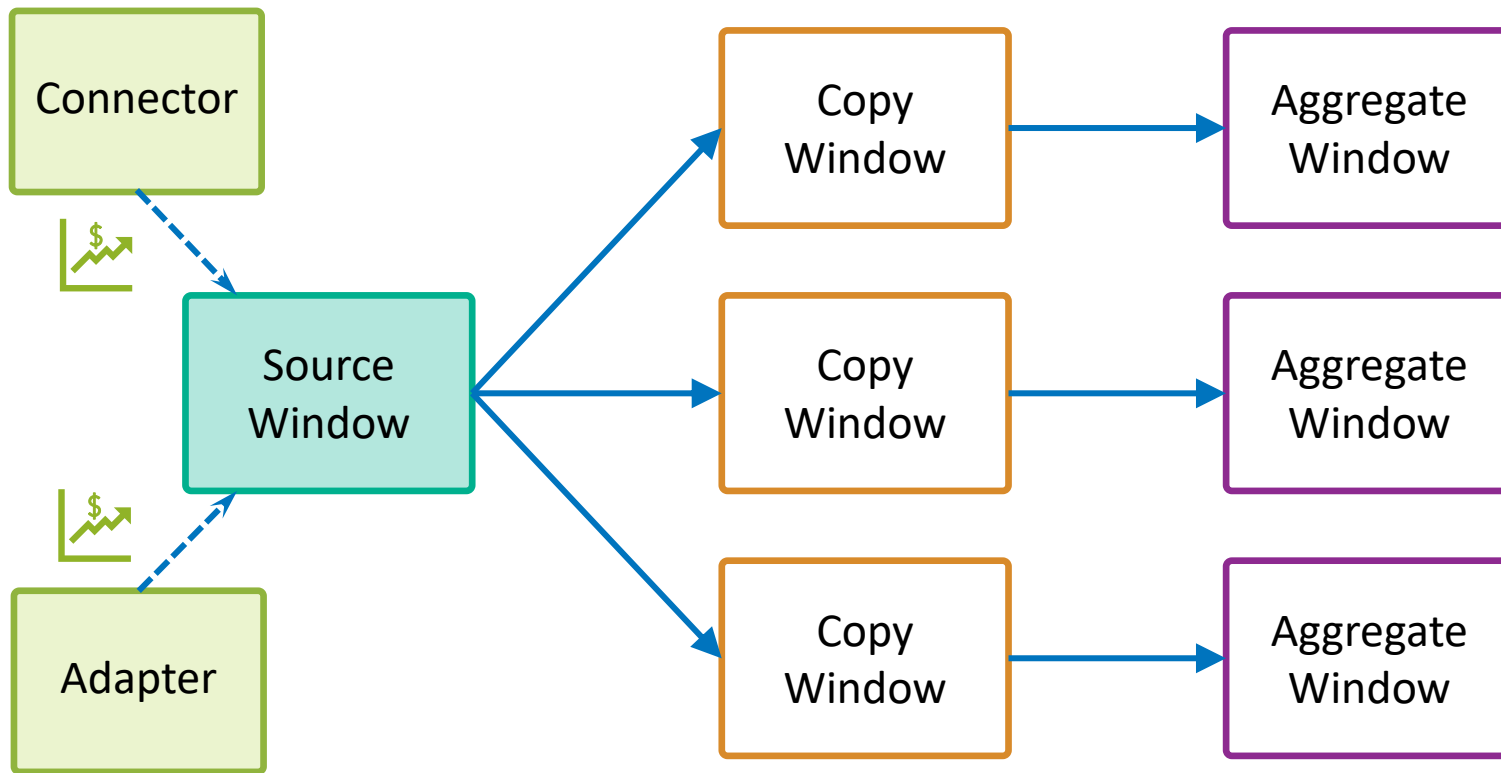 Connector
$
Source
Window
$
Adapter
Copy
Window
Aggregate
Window
Copy
Window
Aggregate
Window
Copy
Window
Aggregate
Window